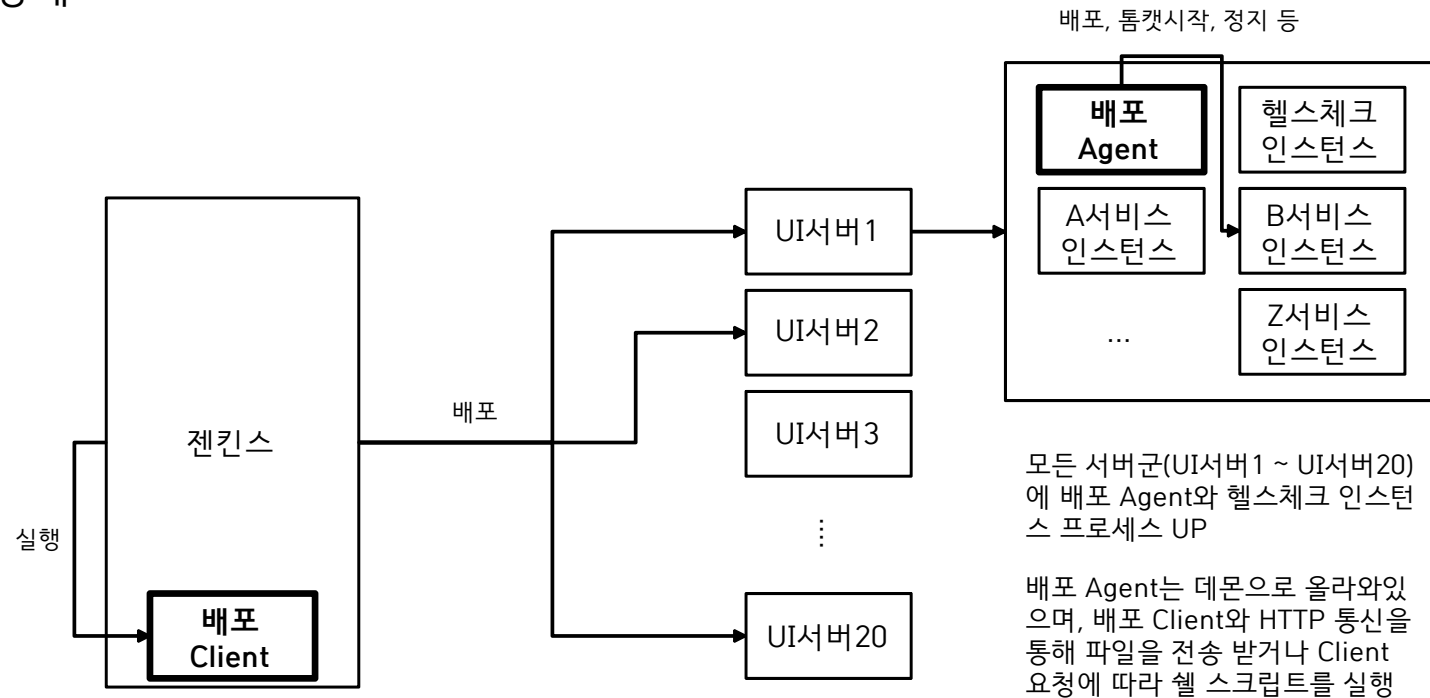 배포, 톰캣시작, 정지 등
배포
Agent
헬스체크
인스턴스
A서비스
인스턴스
B서비스
인스턴스
...
Z서비스
인스턴스
UI서버1
UI서버2
UI서버3
...
UI서버20
배포
젠킨스
실행
배포
Client
모든 서버군(UI서버1 ~ UI서버20)
에 배포 Agent와 헬스체크 인스턴
스 프로세스 UP
배포 Agent는 데몬으로 올라와있
으며, 배포 Client와 HTTP 통신을
통해 파일을 전송 받거나 Client
요청에 따라 쉘 스크립트를 실행